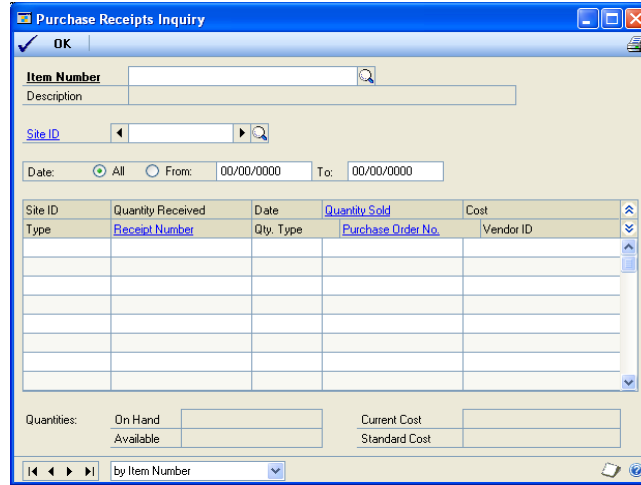 Purchase Receipts Inquiry
OK
Item Number
Description
Site ID
Date: All From: 00/00/0000 To: 00/00/0000
Site ID Quantity Received Date Quantity Sold Cost
Type Receipt Number Qty. Type Purchase Order No. Vendor ID
Quantities: On Hand Current Cost
Available Standard Cost
by Item Number